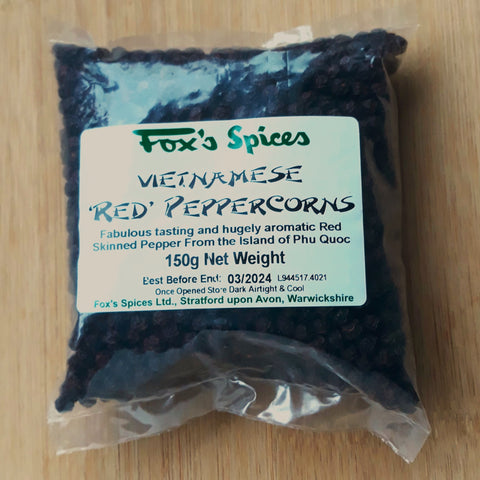 Fox's Spices
VIETNAMESE
'RED' PEPPERCORNS
Fabulous tasting and hugely aromatic Red
Skinned Pepper From the Island of Phu Quoc
150g Net Weight
Best Before End: 03/2024 L944517.4021
Once Opened Store Dark Airtight & Cool
Fox's Spices Ltd., Stratford upon Avon, Warwickshire